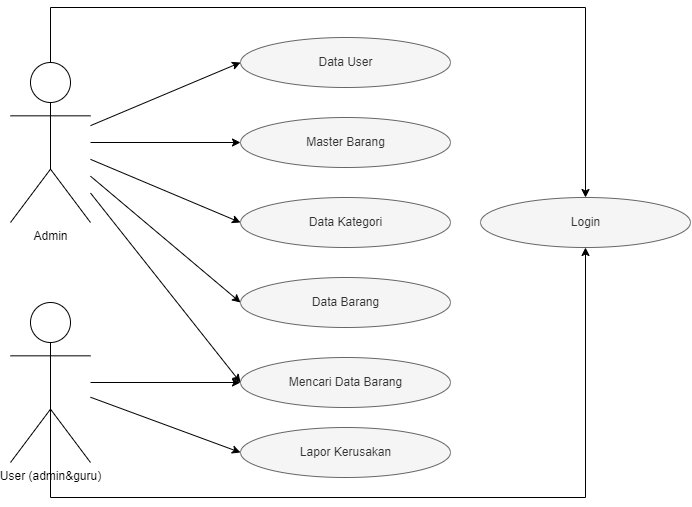 Data User
Master Barang
Data Kategori
Login
Admin
Data Barang
Mencari Data Barang
Lapor Kerusakan
User (admin&guru)